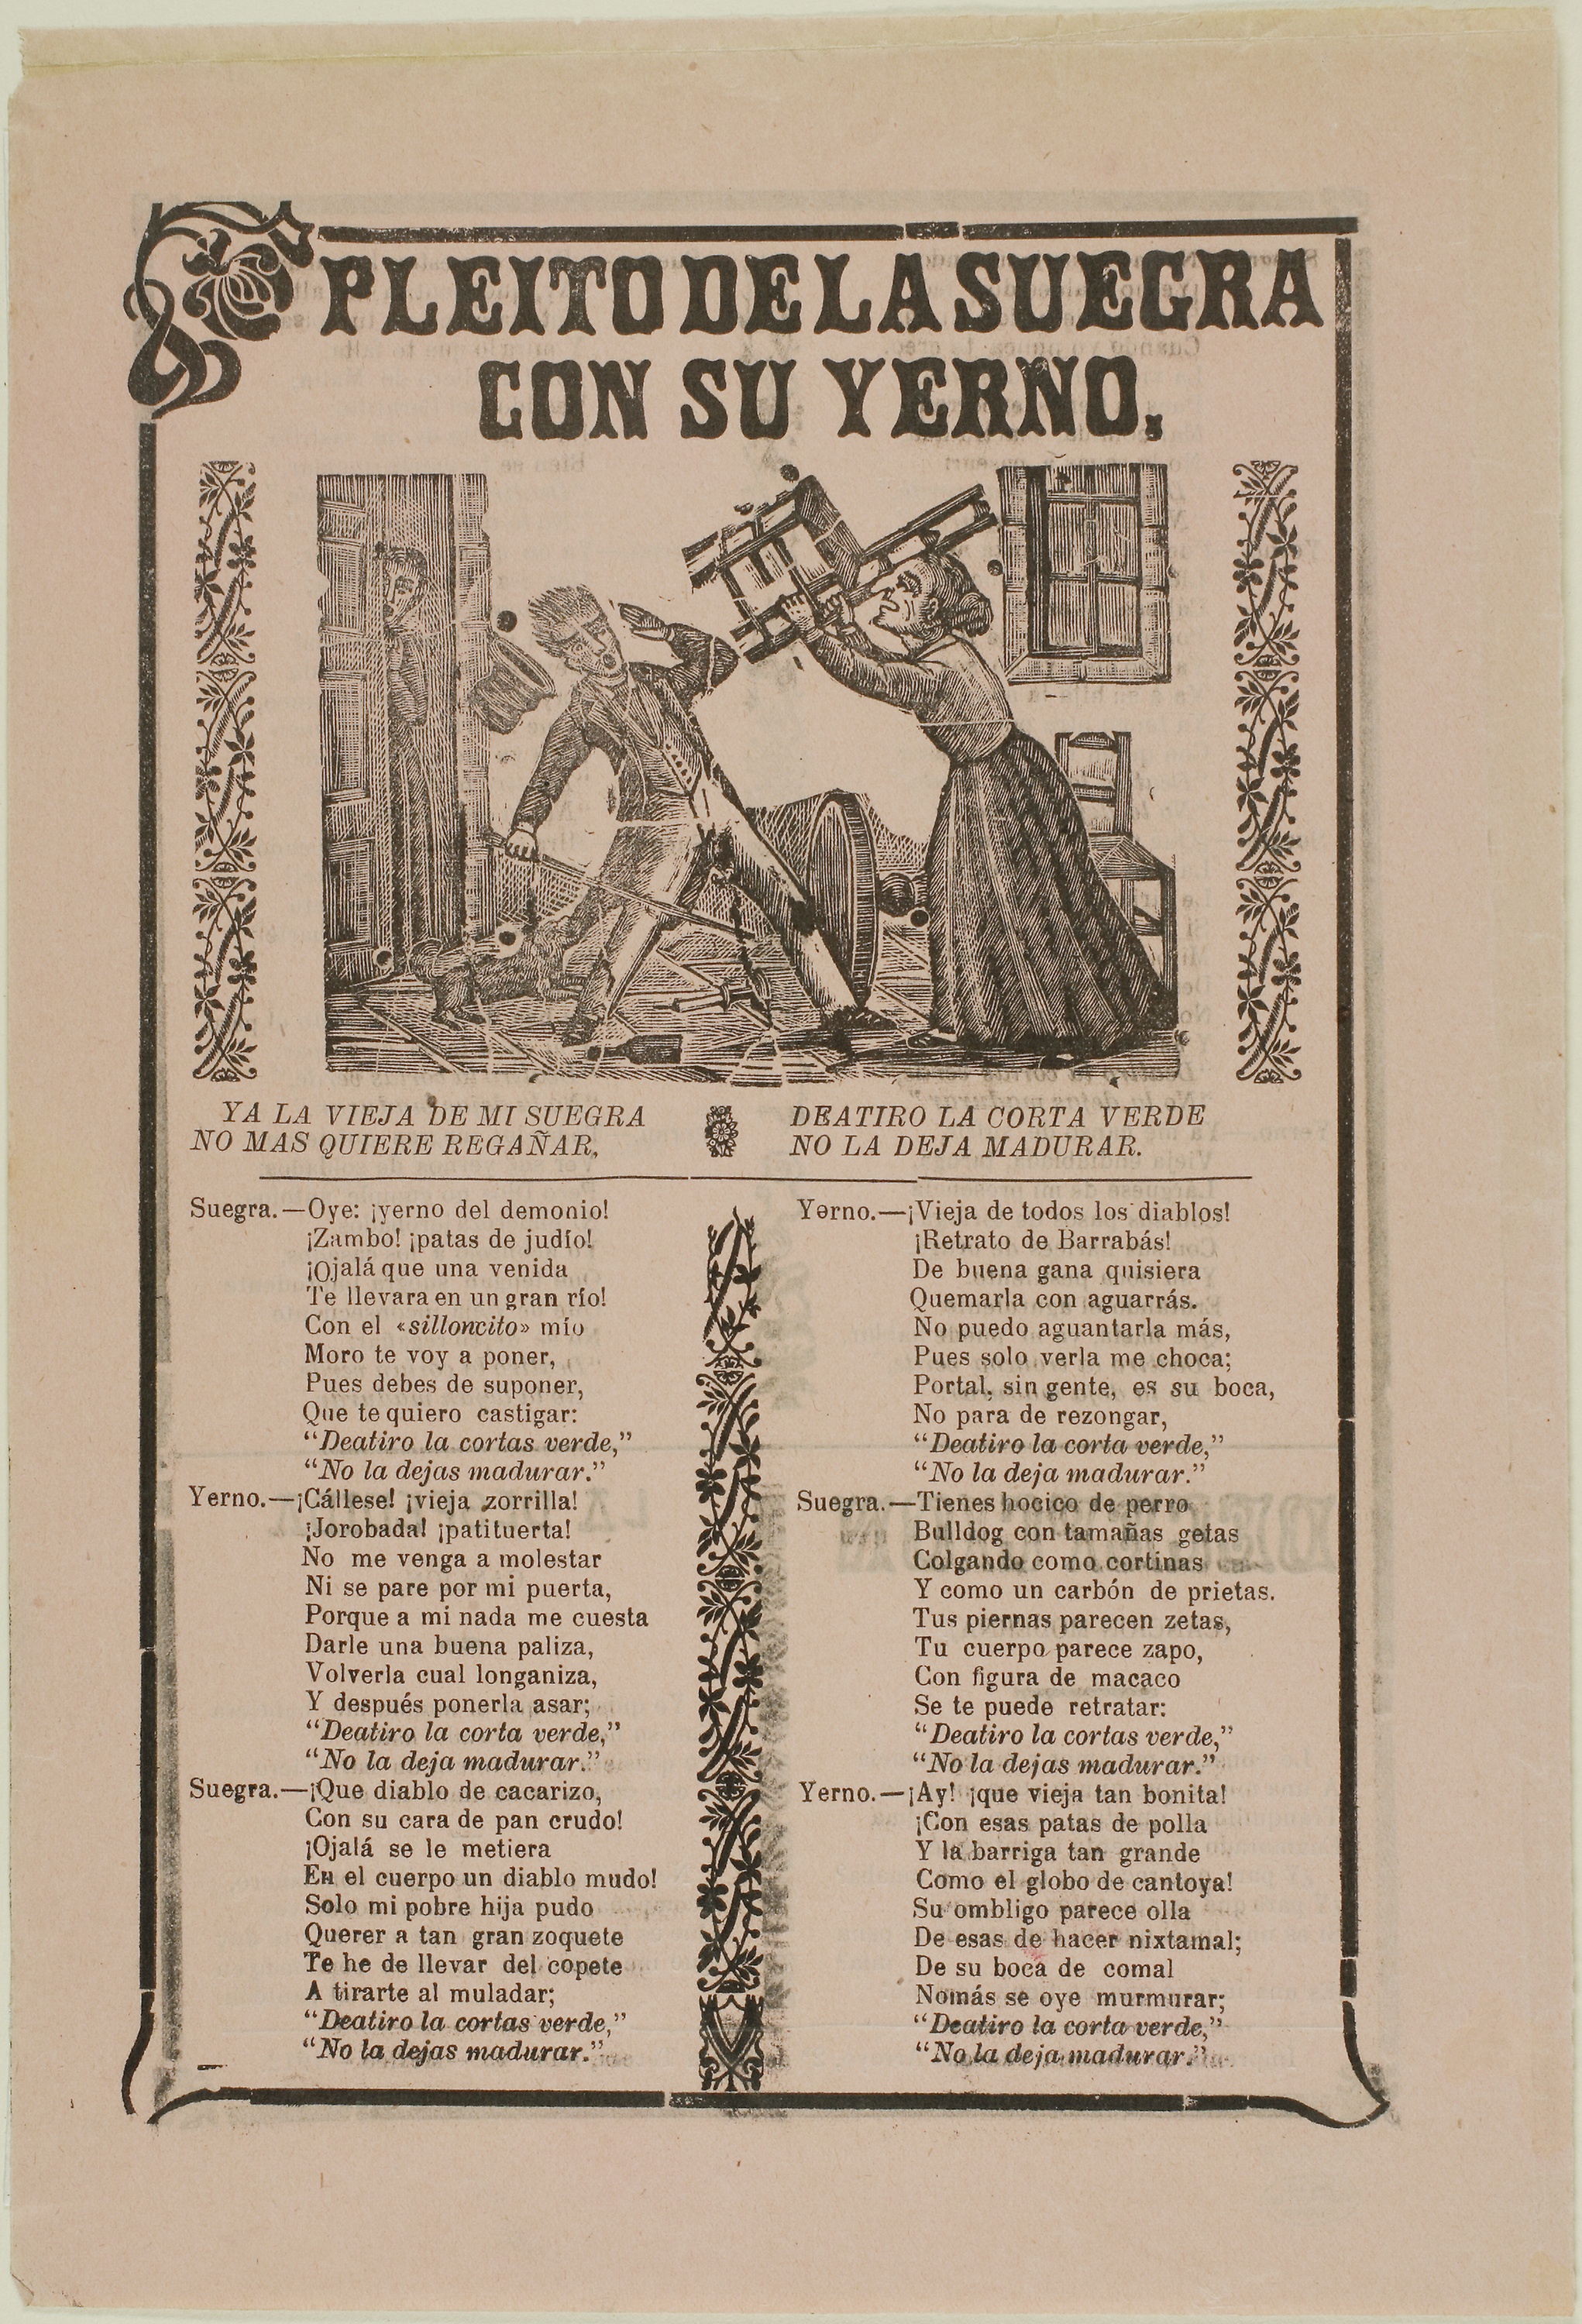 PLEITO DE LA SUEGRA
CON SU YERNO,
YA LA VIEJA DE MI SUEGRA
NO MAS QUIERE REGAÑAR,
DEATIRO LA CORTA VERDE
NO LA DEJA MADURAR.
Suegra.—Oye: ¡yerno del demonio!
¡Zambo! ¡patas de judío!
¡Ojalá que una venida
Te llevara en un gran río!
Con el «silloncito» mío
Moro te voy a poner,
Pues debes de suponer,
Que te quiero castigar:
“Deatiro la cortas verde,”
“No la dejas madurar.”
Yerno.—¡Cállese! ¡vieja zorrilla!
¡Jorobada! ¡patituerta!
No me venga a molestar
Ni se pare por mi puerta,
Porque a mi nada me cuesta
Darle una buena paliza,
Volverla cual longaniza,
Y después ponerla asar;
“Deatiro la corta verde,”
“No la deja madurar.”
Suegra.—¡Que diablo de cacarizo,
Con su cara de pan crudo!
¡Ojalá se le metiera
En el cuerpo un diablo mudo!
Solo mi pobre hija pudo
Querer a tan gran zoquete
Te he de llevar del copete
A tirarte al muladar;
“Deatiro la cortas verde,”
“No la dejas madurar.”
Yerno.—¡Vieja de todos los diablos!
¡Retrato de Barrabás!
De buena gana quisiera
Quemarla con aguarrás.
No puedo aguantarla más,
Pues solo verla me choca;
Portal, sin gente, es su boca,
No para de rezongar,
“Deatiro la corta verde,”
“No la deja madurar.”
Suegra.—Tienes hocico de perro
Bulldog con tamañas getas
Colgando como cortinas
Y como un carbón de prietas.
Tus piernas parecen zetas,
Tu cuerpo parece zapo,
Con figura de macaco
Se te puede retratar:
“Deatiro la cortas verde,”
“No la dejas madurar.”
Yerno.—¡Ay! ¡que vieja tan bonita!
¡Con esas patas de polla
Y la barriga tan grande
Como el globo de cantoya!
Su ombligo parece olla
De esas de hacer nixtamal;
De su boca de comal
Nomás se oye murmurar;
“Deatiro la corta verde,”
“No la deja madurar.”